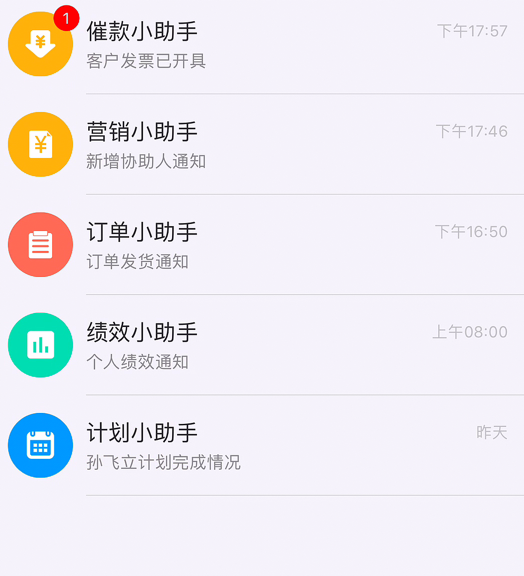 1
催款小助手
下午17:57
客户发票已开具
营销小助手
下午17:46
新增协助人通知
订单小助手
下午16:50
订单发货通知
绩效小助手
上午08:00
个人绩效通知
计划小助手
昨天
孙飞立计划完成情况